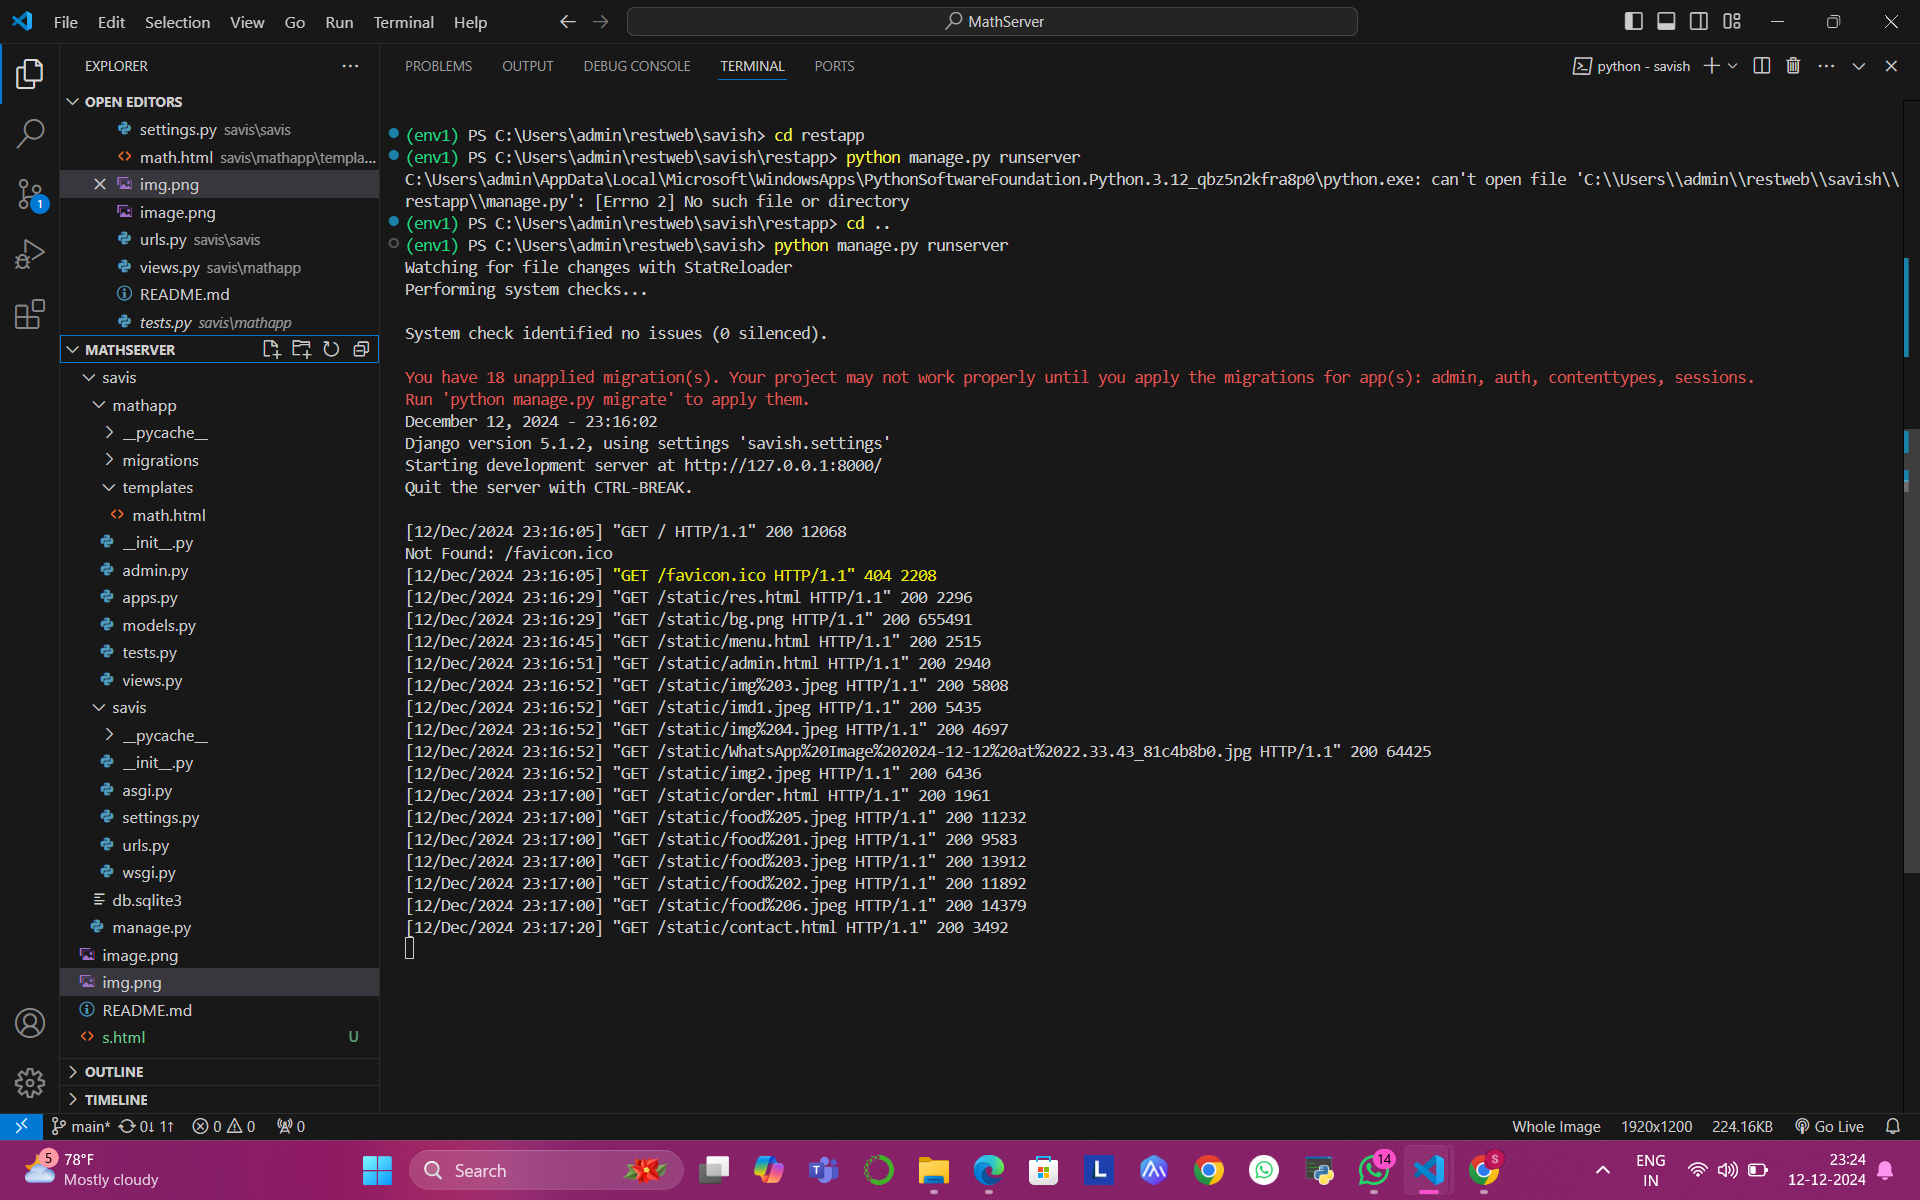 File Edit Selection View Go Run Terminal Help
MathServer
EXPLORER
OPEN EDITORS
settings.py savis\savis
math.html savis\mathapp\templa...
img.png
image.png
urls.py savis\savis
views.py savis\mathapp
README.md
tests.py savis\mathapp
MATHSERVER
savis
mathapp
__pycache__
migrations
templates
math.html
__init__.py
admin.py
apps.py
models.py
tests.py
views.py
savis
__pycache__
__init__.py
asgi.py
settings.py
urls.py
wsgi.py
db.sqlite3
manage.py
image.png
img.png
README.md
s.html U
OUTLINE
TIMELINE
1
PROBLEMS OUTPUT DEBUG CONSOLE TERMINAL PORTS
python - savish
(env1) PS C:\Users\admin\restweb\savish> cd restapp
(env1) PS C:\Users\admin\restweb\savish\restapp> python manage.py runserver
C:\Users\admin\AppData\Local\Microsoft\WindowsApps\PythonSoftwareFoundation.Python.3.12_qbz5n2kfra8p0\python.exe: can't open file 'C:\\Users\\admin\\restweb\\savish\\
restapp\\manage.py': [Errno 2] No such file or directory
(env1) PS C:\Users\admin\restweb\savish\restapp> cd ..
(env1) PS C:\Users\admin\restweb\savish> python manage.py runserver
Watching for file changes with StatReloader
Performing system checks...
System check identified no issues (0 silenced).
You have 18 unapplied migration(s). Your project may not work properly until you apply the migrations for app(s): admin, auth, contenttypes, sessions.
Run 'python manage.py migrate' to apply them.
December 12, 2024 - 23:16:02
Django version 5.1.2, using settings 'savish.settings'
Starting development server at http://127.0.0.1:8000/
Quit the server with CTRL-BREAK.
[12/Dec/2024 23:16:05] "GET / HTTP/1.1" 200 12068
Not Found: /favicon.ico
[12/Dec/2024 23:16:05] "GET /favicon.ico HTTP/1.1" 404 2208
[12/Dec/2024 23:16:29] "GET /static/res.html HTTP/1.1" 200 2296
[12/Dec/2024 23:16:29] "GET /static/bg.png HTTP/1.1" 200 655491
[12/Dec/2024 23:16:45] "GET /static/menu.html HTTP/1.1" 200 2515
[12/Dec/2024 23:16:51] "GET /static/admin.html HTTP/1.1" 200 2940
[12/Dec/2024 23:16:52] "GET /static/img%203.jpeg HTTP/1.1" 200 5808
[12/Dec/2024 23:16:52] "GET /static/imd1.jpeg HTTP/1.1" 200 5435
[12/Dec/2024 23:16:52] "GET /static/img%204.jpeg HTTP/1.1" 200 4697
[12/Dec/2024 23:16:52] "GET /static/WhatsApp%20Image%202024-12-12%20at%2022.33.43_81c4b8b0.jpg HTTP/1.1" 200 64425
[12/Dec/2024 23:16:52] "GET /static/img2.jpeg HTTP/1.1" 200 6436
[12/Dec/2024 23:17:00] "GET /static/order.html HTTP/1.1" 200 1961
[12/Dec/2024 23:17:00] "GET /static/food%205.jpeg HTTP/1.1" 200 11232
[12/Dec/2024 23:17:00] "GET /static/food%201.jpeg HTTP/1.1" 200 9583
[12/Dec/2024 23:17:00] "GET /static/food%203.jpeg HTTP/1.1" 200 13912
[12/Dec/2024 23:17:00] "GET /static/food%202.jpeg HTTP/1.1" 200 11892
[12/Dec/2024 23:17:00] "GET /static/food%206.jpeg HTTP/1.1" 200 14379
[12/Dec/2024 23:17:20] "GET /static/contact.html HTTP/1.1" 200 3492
main* 0↓ 1↑ 0 0 0
Whole Image 1920x1200 224.16KB Go Live
5 78°F
Mostly cloudy
Search
L
14
S
ENG
IN
23:24
12-12-2024